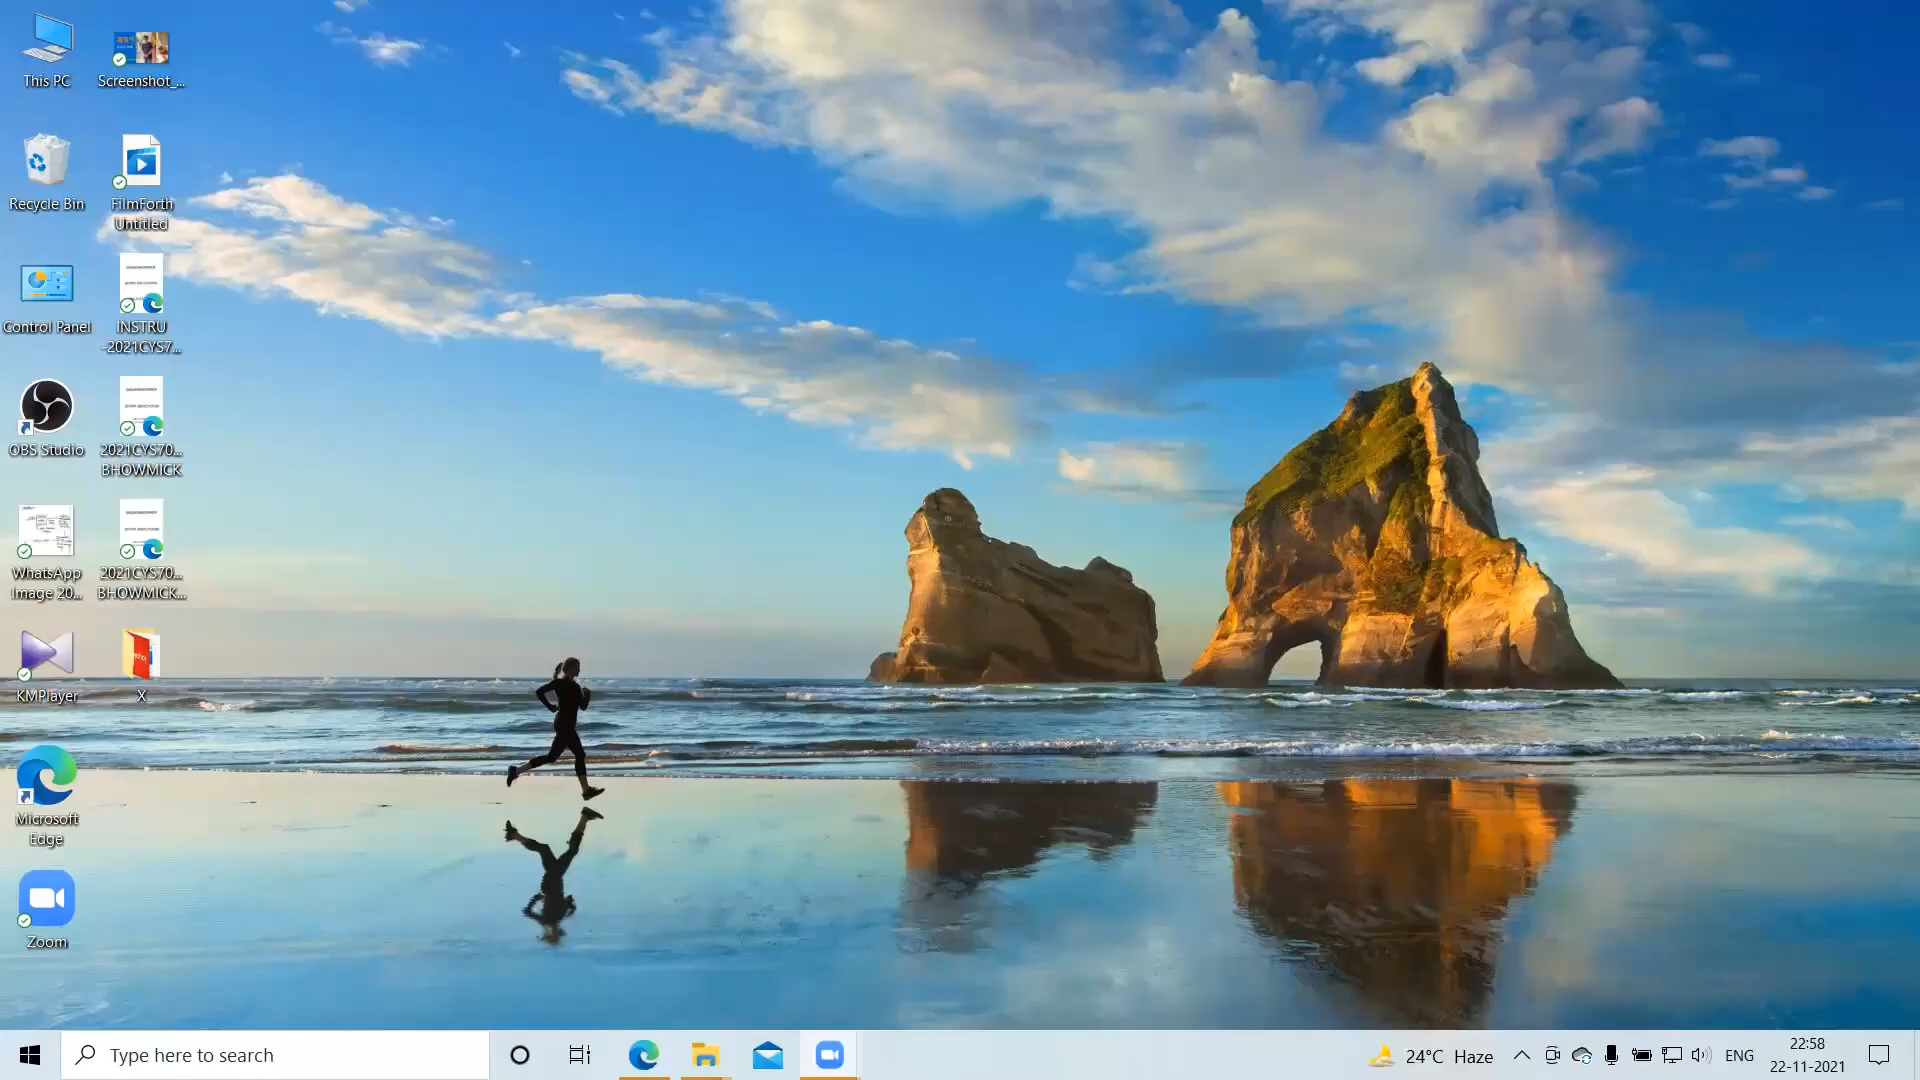 This PC
Screenshot_...
Recycle Bin
FilmForth
Untitled
Control Panel
INSTRU
-2021CYS7...
OBS Studio
2021CYS70...
BHOWMICK
WhatsApp
Image 20...
2021CYS70...
BHOWMICK...
KMPlayer
X
Microsoft
Edge
Zoom
Type here to search
24°C Haze
ENG
22:58
22-11-2021